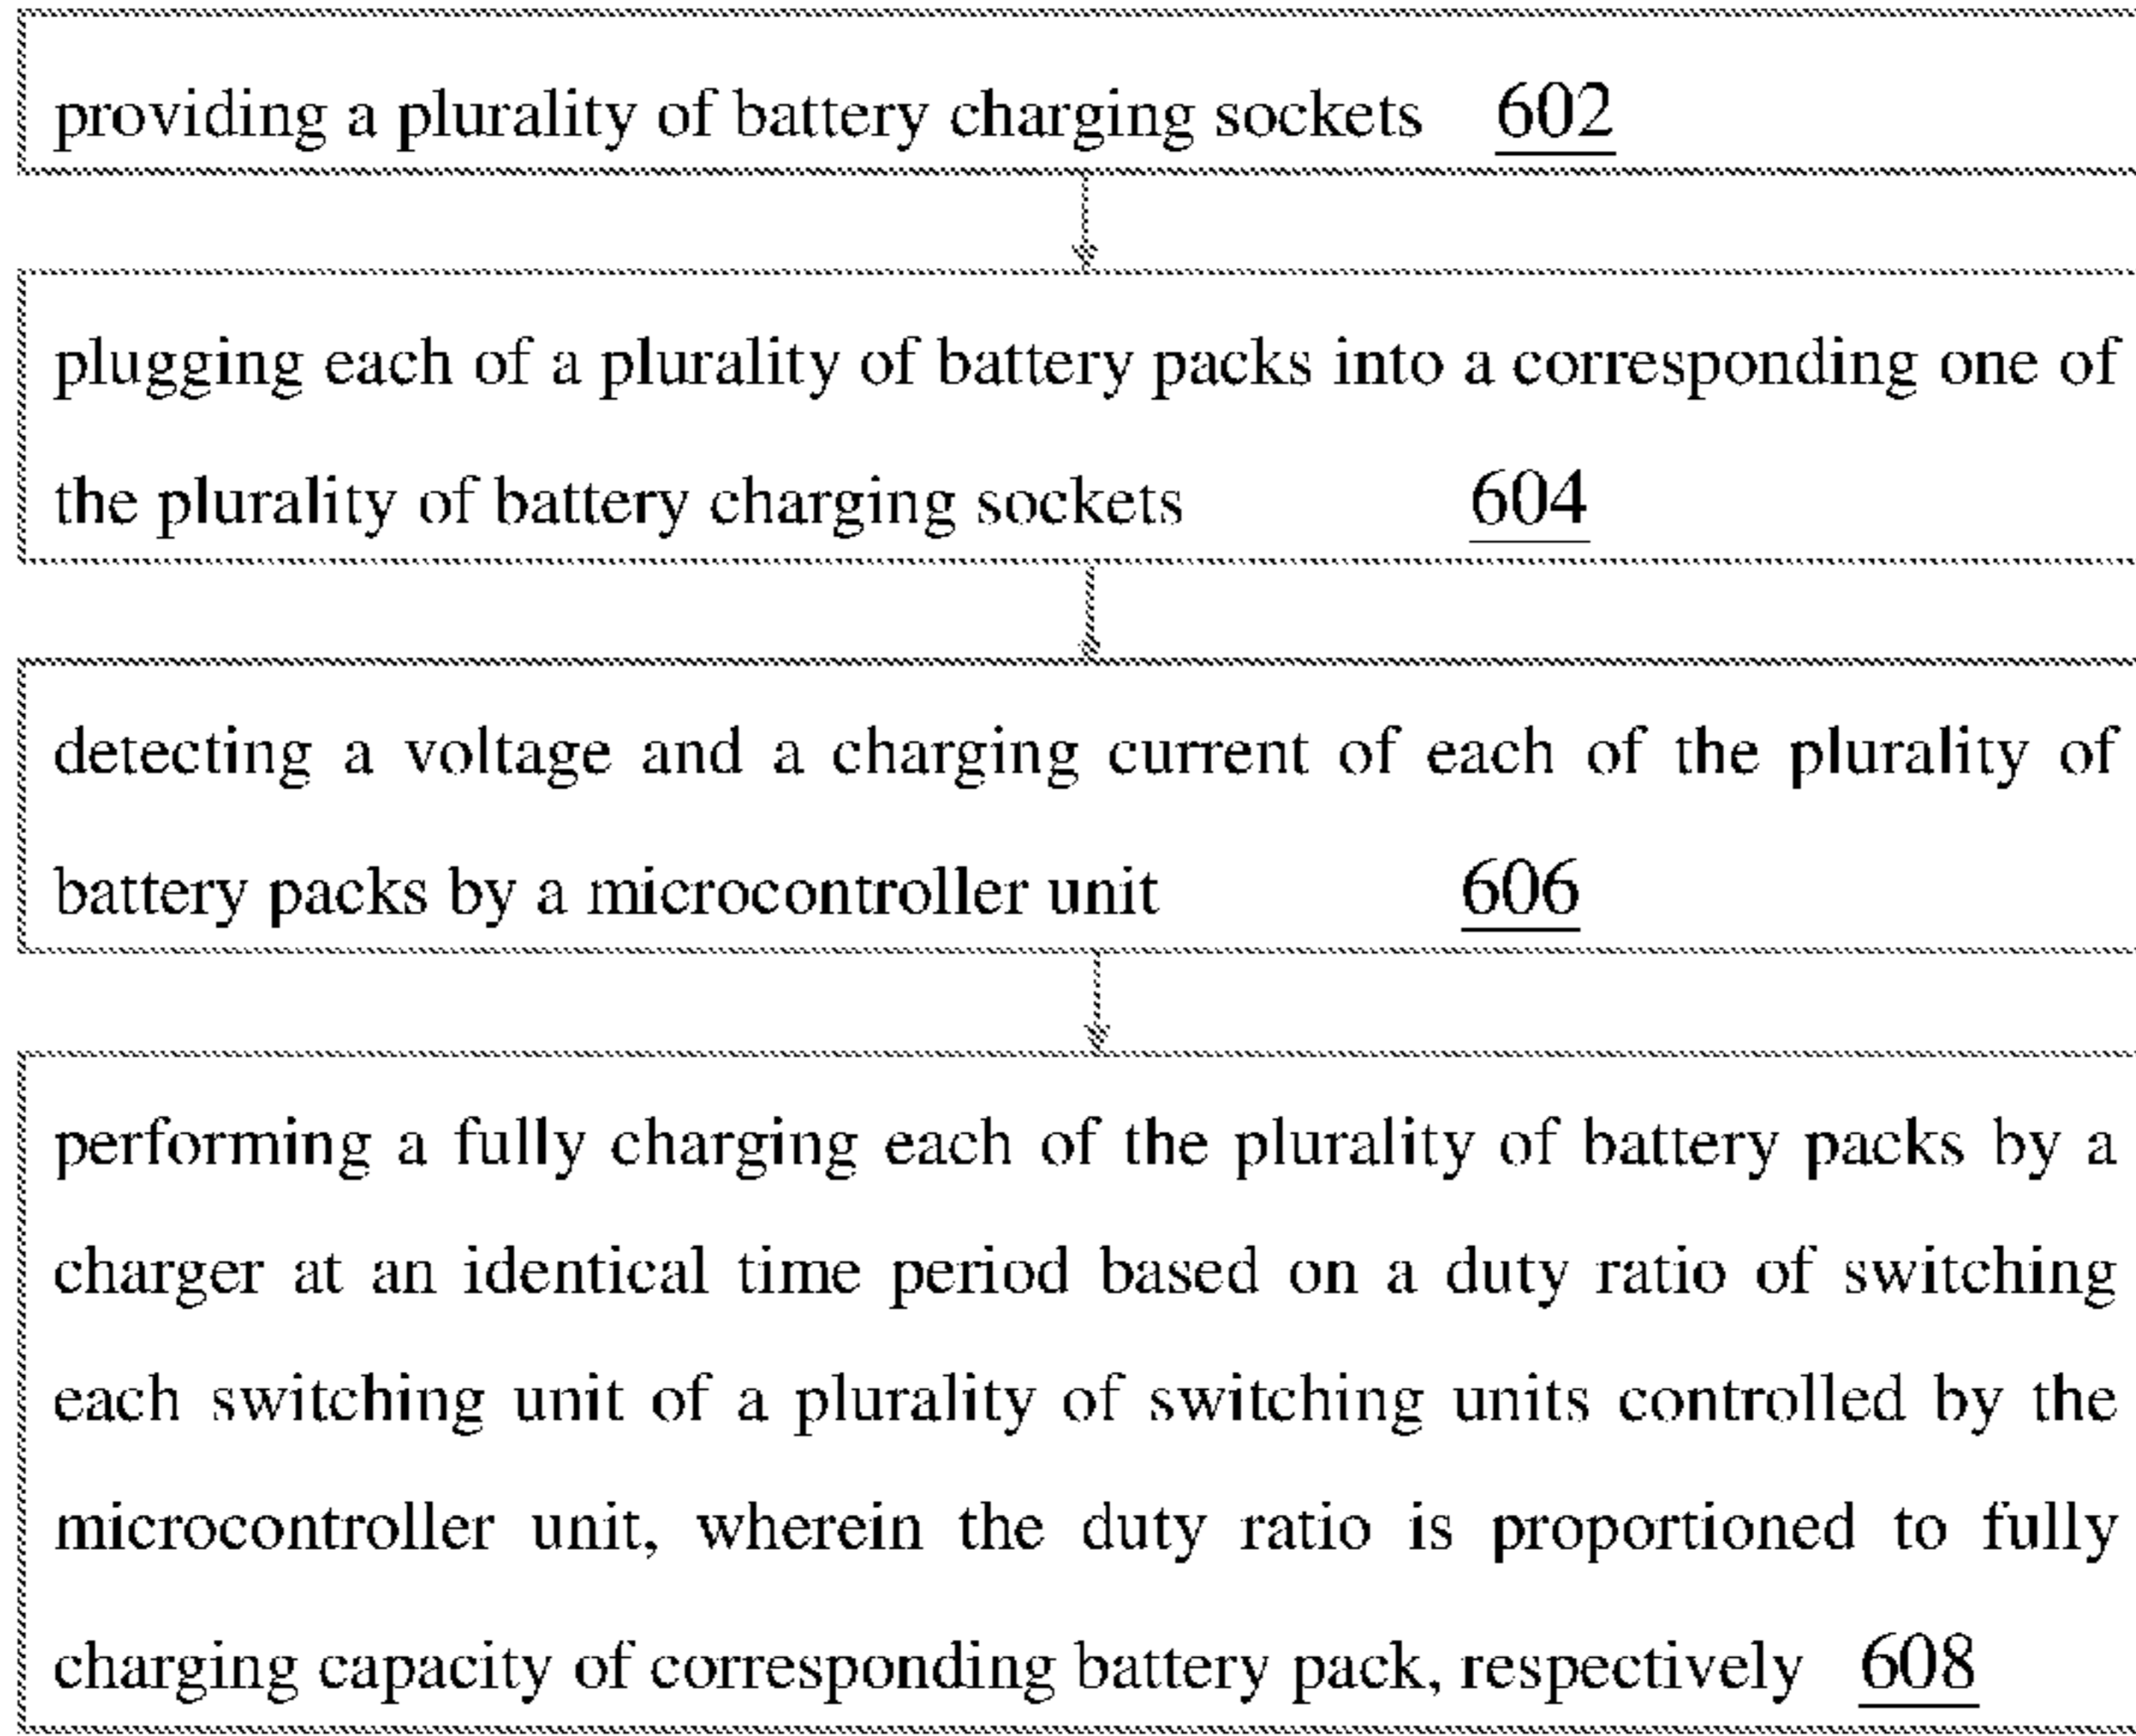 providing a plurality of battery charging sockets 602
plugging each of a plurality of battery packs into a corresponding one of
the plurality of battery charging sockets 604
detecting a voltage and a charging current of each of the plurality of
battery packs by a microcontroller unit 606
performing a fully charging each of the plurality of battery packs by a
charger at an identical time period based on a duty ratio of switching
each switching unit of a plurality of switching units controlled by the
microcontroller unit, wherein the duty ratio is proportioned to fully
charging capacity of corresponding battery pack, respectively 608